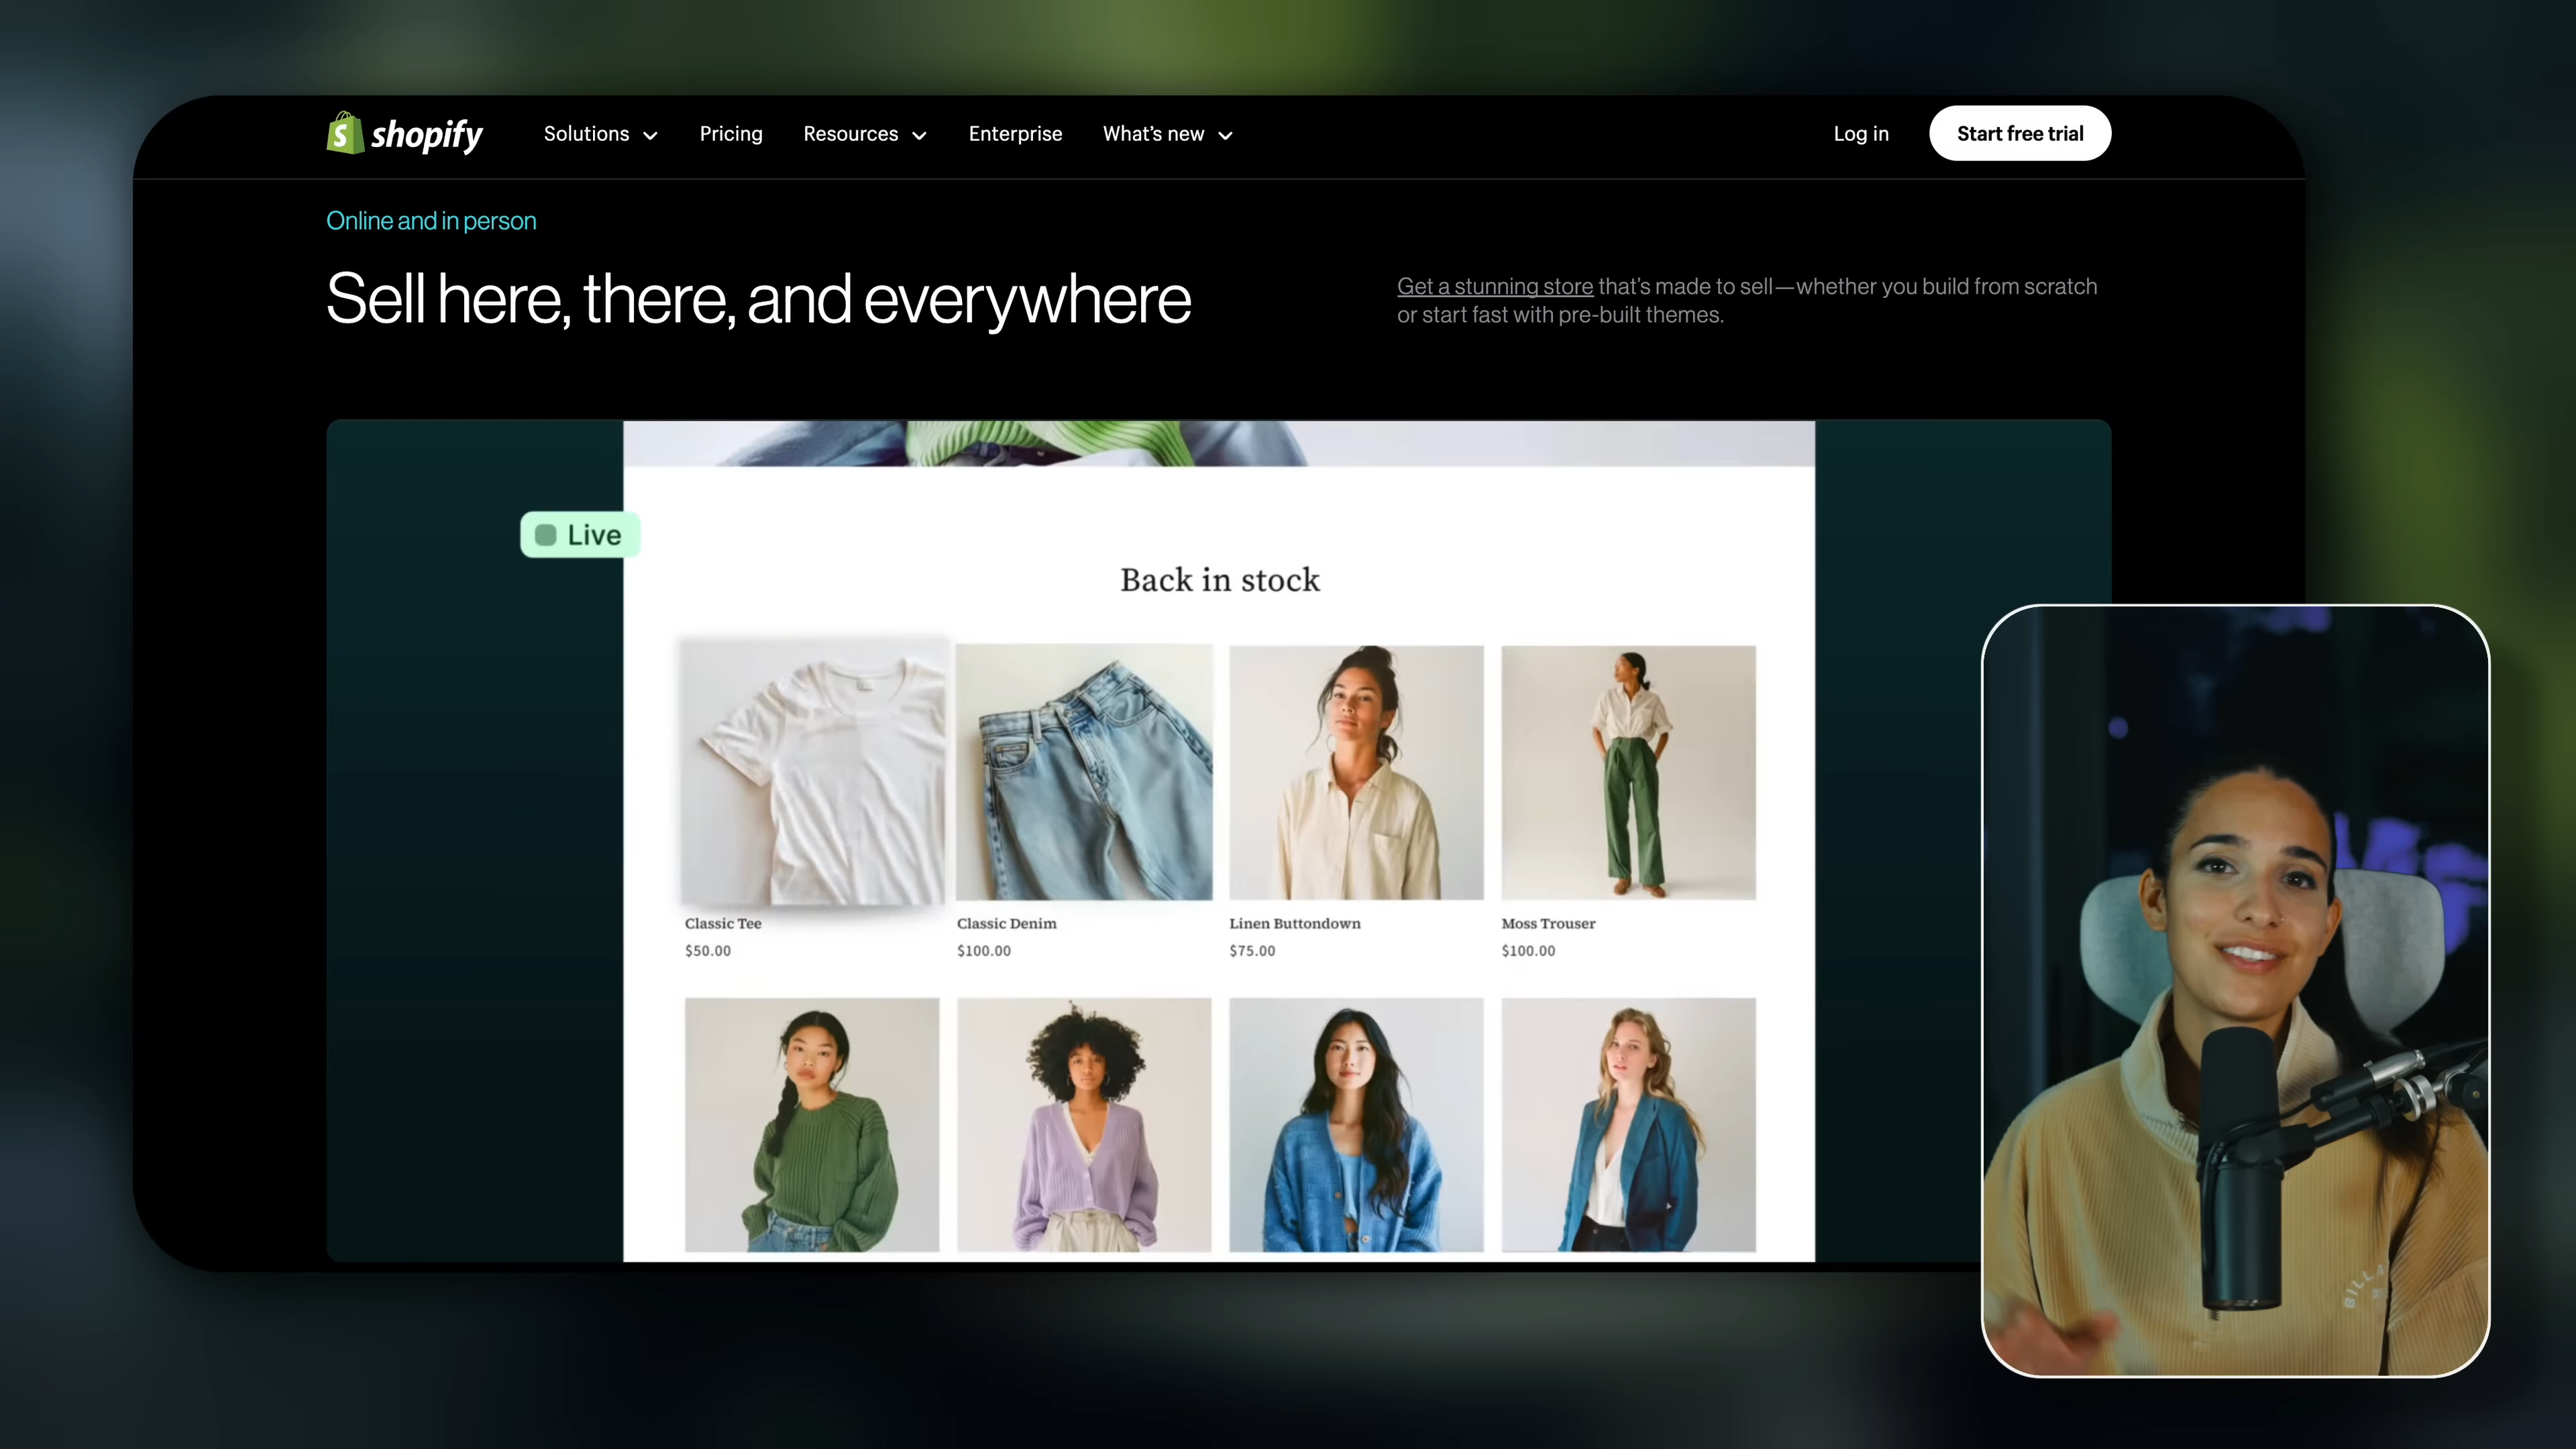 shopify
Solutions
Pricing
Resources
Enterprise
What's new
Log in
Start free trial
Online and in person
Sell here, there, and everywhere
Get a stunning store that's made to sell—whether you build from scratch
or start fast with pre-built themes.
Live
Back in stock
Classic Tee
$50.00
Classic Denim
$100.00
Linen Buttondown
$75.00
Moss Trouser
$100.00